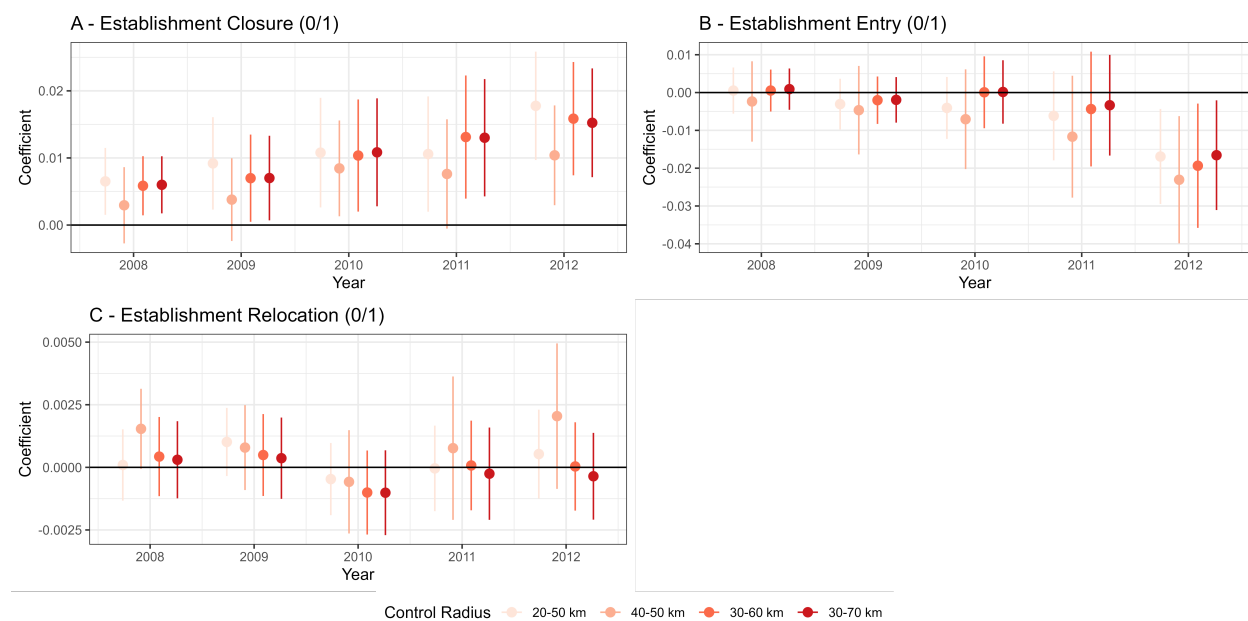 A - Establishment Closure (0/1)
Coefficient
0.02
0.01
0.00
2008 2009 2010 2011 2012
Year
B - Establishment Entry (0/1)
Coefficient
0.01
0.00
-0.01
-0.02
-0.03
-0.04
2008 2009 2010 2011 2012
Year
C - Establishment Relocation (0/1)
Coefficient
0.0050
0.0025
0.0000
-0.0025
2008 2009 2010 2011 2012
Year
Control Radius 20-50 km 40-50 km 30-60 km 30-70 km